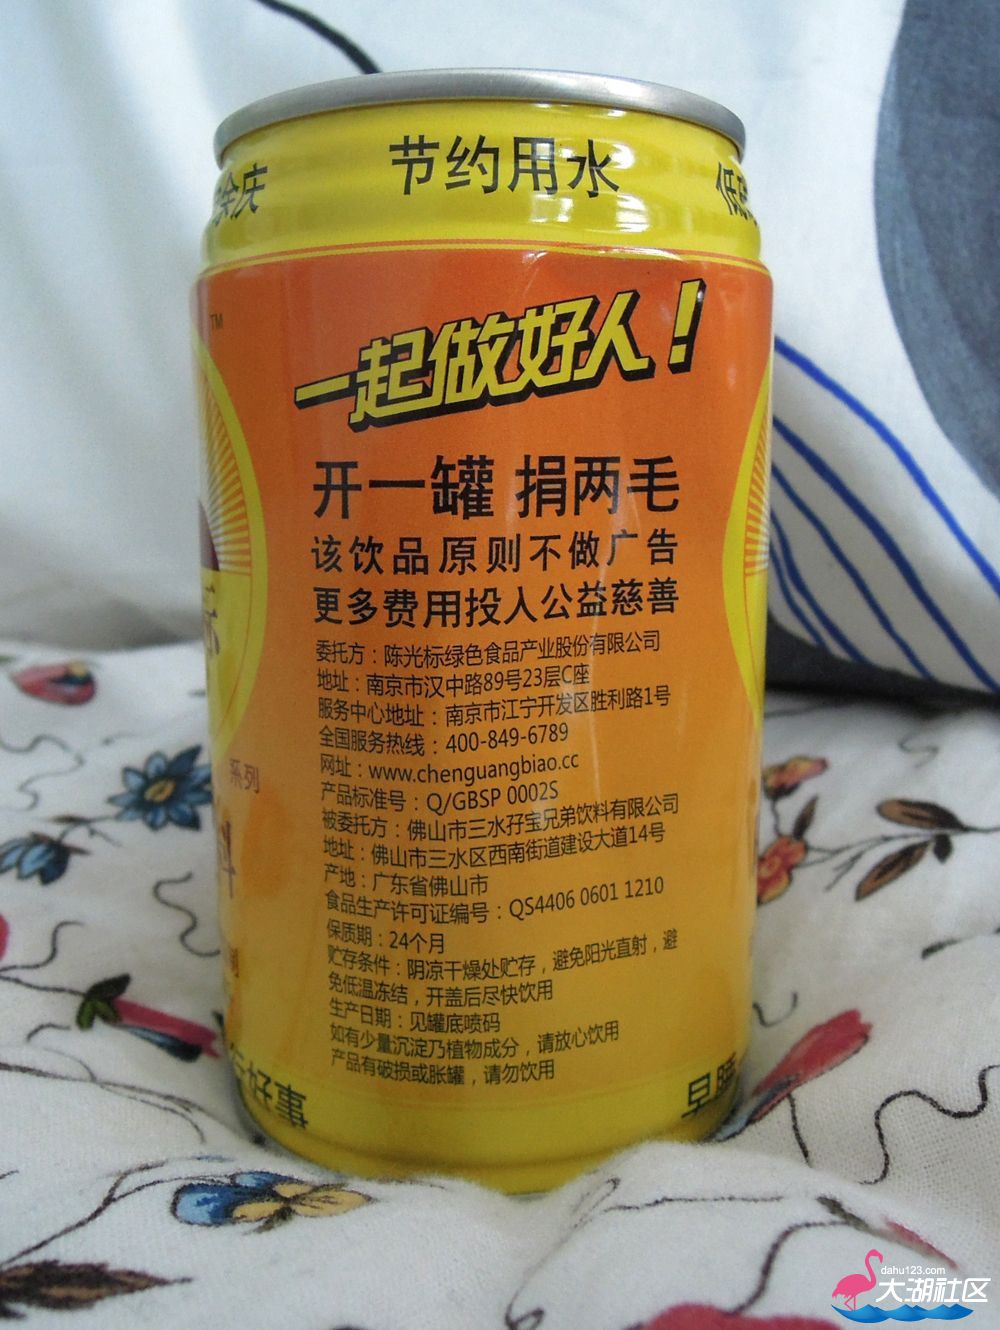 节约用水
TM
一起做好人！
开一罐 捐两毛
该饮品原则不做广告
更多费用投入公益慈善
委托方：陈光标绿色食品产业股份有限公司
地址：南京市汉中路89号23层C座
服务中心地址：南京市江宁开发区胜利路1号
全国服务热线：400-849-6789
网址：www.chenguangbiao.cc
产品标准号：Q/GBSP 0002S
被委托方：佛山市三水孖宝兄弟饮料有限公司
地址：佛山市三水区西南街道建设大道14号
产地：广东省佛山市
食品生产许可证编号：QS4406 0601 1210
保质期：24个月
贮存条件：阴凉干燥处贮存，避免阳光直射，避
免低温冻结，开盖后尽快饮用
生产日期：见罐底喷码
如有少量沉淀乃植物成分，请放心饮用
产品有破损或胀罐，请勿饮用
系列
好事
早睡
dahu123.com
大湖社区